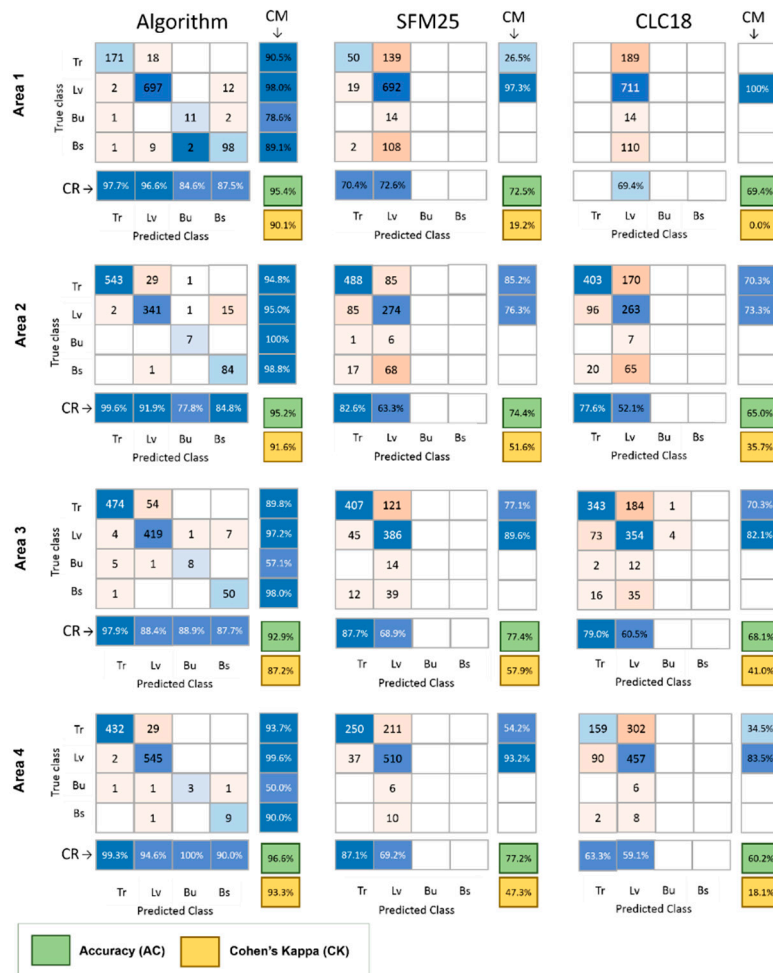 Algorithm CM SFM25 CM CLC18 CM
↓ ↓ ↓
Area 1
True class
Tr 171 18 90.5% 50 139 26.5% 189
Lv 2 697 12 98.0% 19 692 97.3% 711 100%
Bu 1 11 2 78.6% 14 14
Bs 1 9 2 98 89.1% 2 108 110
CR → 97.7% 96.6% 84.6% 87.5% 95.4% 70.4% 72.6% 72.5% 69.4% 69.4%
Tr Lv Bu Bs 90.1% Tr Lv Bu Bs 19.2% Tr Lv Bu Bs 0.0%
Predicted Class Predicted Class Predicted Class
Area 2
True class
Tr 543 29 1 94.8% 488 85 85.2% 403 170 70.3%
Lv 2 341 1 15 95.0% 85 274 76.3% 96 263 73.3%
Bu 7 100% 1 6 7
Bs 1 84 98.8% 17 68 20 65
CR → 99.6% 91.9% 77.8% 84.8% 95.2% 82.6% 63.3% 74.4% 77.6% 52.1% 65.0%
Tr Lv Bu Bs 91.6% Tr Lv Bu Bs 51.6% Tr Lv Bu Bs 35.7%
Predicted Class Predicted Class Predicted Class
Area 3
True class
Tr 474 54 89.8% 407 121 77.1% 343 184 1 70.3%
Lv 4 419 1 7 97.2% 45 386 89.6% 73 354 4 82.1%
Bu 5 1 8 57.1% 14 2 12
Bs 1 50 98.0% 12 39 16 35
CR → 97.9% 88.4% 88.9% 87.7% 92.9% 87.7% 68.9% 77.4% 79.0% 60.5% 68.1%
Tr Lv Bu Bs 87.2% Tr Lv Bu Bs 57.9% Tr Lv Bu Bs 41.0%
Predicted Class Predicted Class Predicted Class
Area 4
True class
Tr 432 29 93.7% 250 211 54.2% 159 302 34.5%
Lv 2 545 99.6% 37 510 93.2% 90 457 83.5%
Bu 1 1 3 1 50.0% 6 6
Bs 1 9 90.0% 10 2 8
CR → 99.3% 94.6% 100% 90.0% 96.6% 87.1% 69.2% 77.2% 63.3% 59.1% 60.2%
Tr Lv Bu Bs 93.3% Tr Lv Bu Bs 47.3% Tr Lv Bu Bs 18.1%
Predicted Class Predicted Class Predicted Class
Accuracy (AC) Cohen's Kappa (CK)